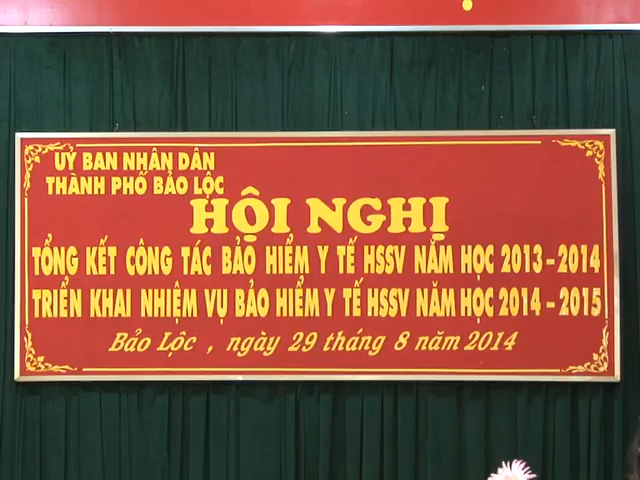 UỶ BAN NHÂN DÂN
THÀNH PHỐ BẢO LỘC
HỘI NGHỊ
TỔNG KẾT CÔNG TÁC BẢO HIỂM Y TẾ HSSV NĂM HỌC 2013 - 2014
TRIỂN KHAI NHIỆM VỤ BẢO HIỂM Y TẾ HSSV NĂM HỌC 2014 - 2015
Bảo Lộc , ngày 29 tháng 8 năm 2014